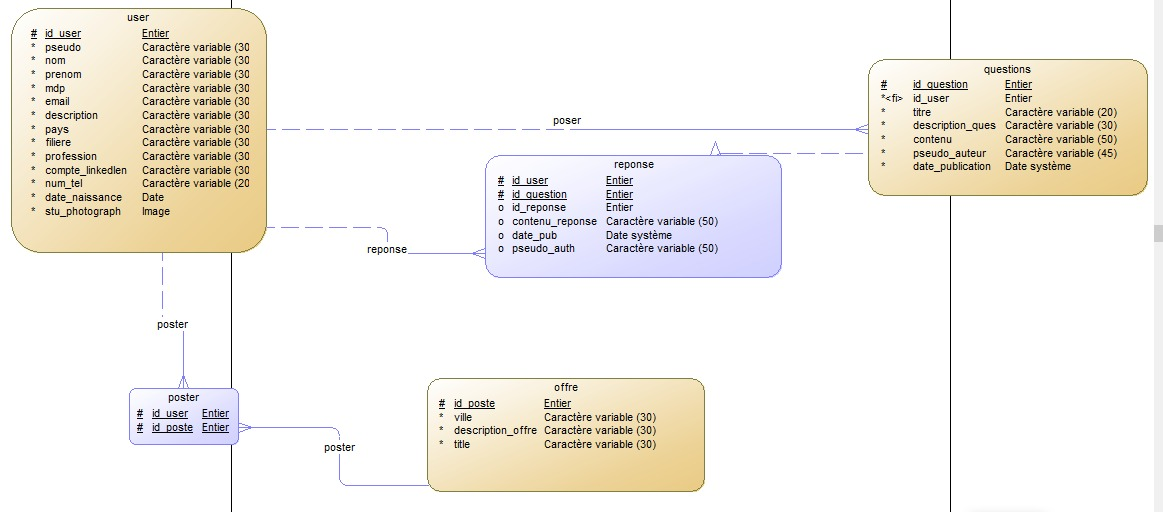 user
# id_user Entier
* pseudo Caractère variable (30
* nom Caractère variable (30
* prenom Caractère variable (30
* mdp Caractère variable (30
* email Caractère variable (30
* description Caractère variable (30
* pays Caractère variable (30
* filiere Caractère variable (30
* profession Caractère variable (30
* compte_linkedlen Caractère variable (30
* num_tel Caractère variable (20
* date_naissance Date
* stu_photograph Image
poser
questions
# id_question Entier
*<fi> id_user Entier
* titre Caractère variable (20)
* description_ques Caractère variable (30)
* contenu Caractère variable (50)
* pseudo_auteur Caractère variable (45)
* date_publication Date système
reponse
# id_user Entier
# id_question Entier
o id_reponse Entier
o contenu_reponse Caractère variable (50)
o date_pub Date système
o pseudo_auth Caractère variable (50)
reponse
poster
poster
# id_user Entier
# id_poste Entier
poster
offre
# id_poste Entier
* ville Caractère variable (30)
* description_offre Caractère variable (30)
* title Caractère variable (30)